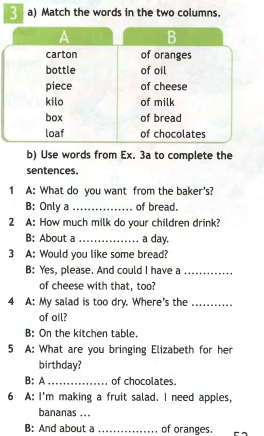 3 a) Match the words in the two columns.
A B
carton of oranges
bottle of oil
piece of cheese
kilo of milk
box of bread
loaf of chocolates
b) Use words from Ex. 3a to complete the
sentences.
1 A: What do you want from the baker's?
B: Only a ................ of bread.
2 A: How much milk do your children drink?
B: About a ................ a day.
3 A: Would you like some bread?
B: Yes, please. And could I have a .............
of cheese with that, too?
4 A: My salad is too dry. Where's the ...........
of oil?
B: On the kitchen table.
5 A: What are you bringing Elizabeth for her
birthday?
B: A ................ of chocolates.
6 A: I'm making a fruit salad. I need apples,
bananas ...
B: And about a ................ of oranges.